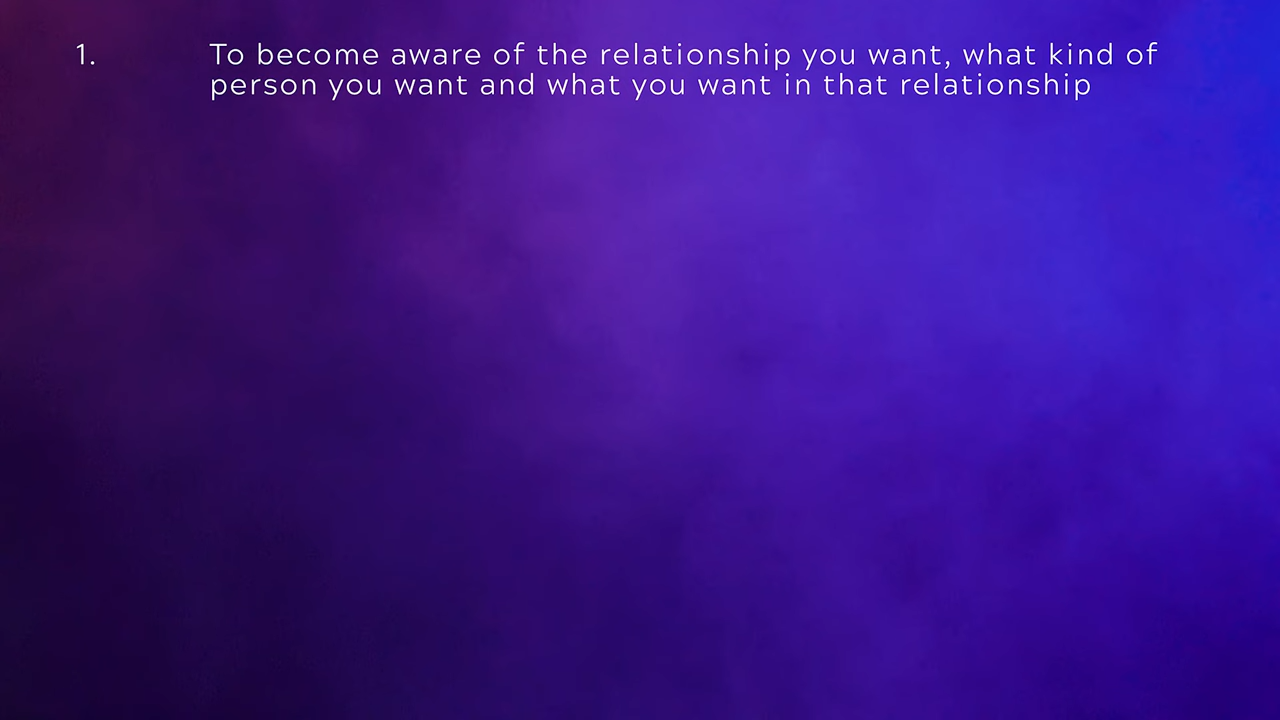 1. To become aware of the relationship you want, what kind of
person you want and what you want in that relationship